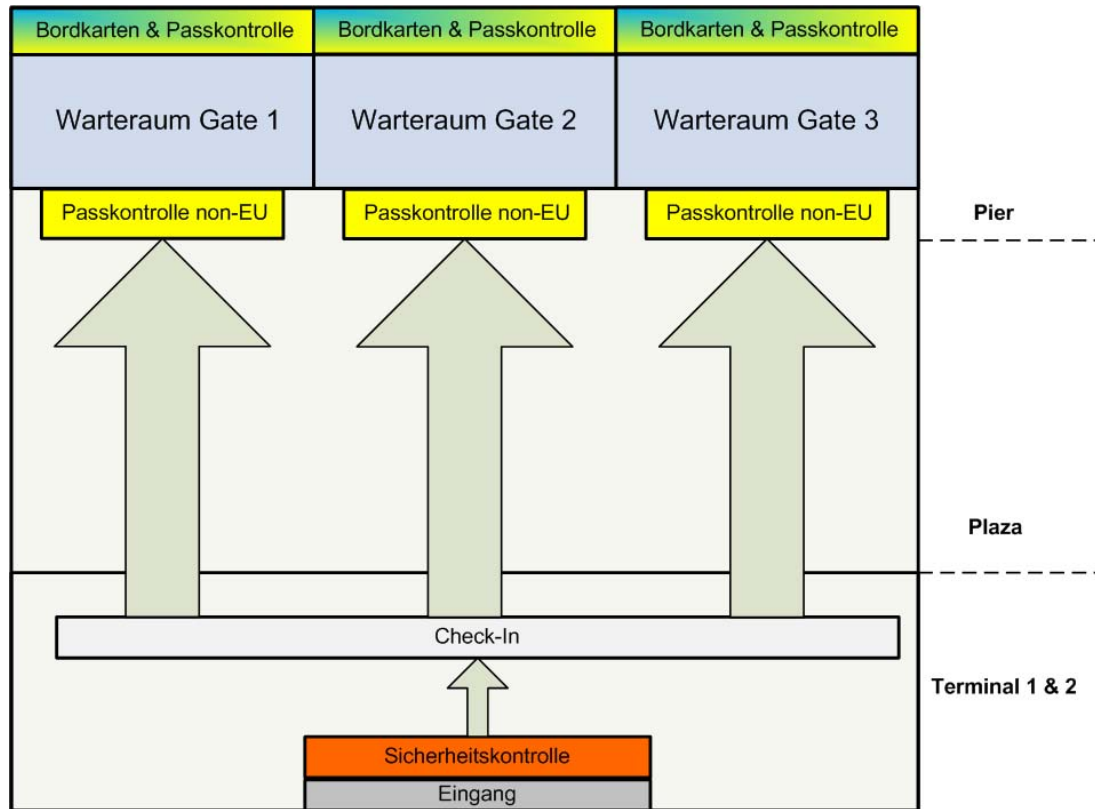 Bordkarten & Passkontrolle
Bordkarten & Passkontrolle
Bordkarten & Passkontrolle
Warteraum Gate 1
Warteraum Gate 2
Warteraum Gate 3
Passkontrolle non-EU
Passkontrolle non-EU
Passkontrolle non-EU
Pier
Plaza
Check-In
Terminal 1 & 2
Sicherheitskontrolle
Eingang